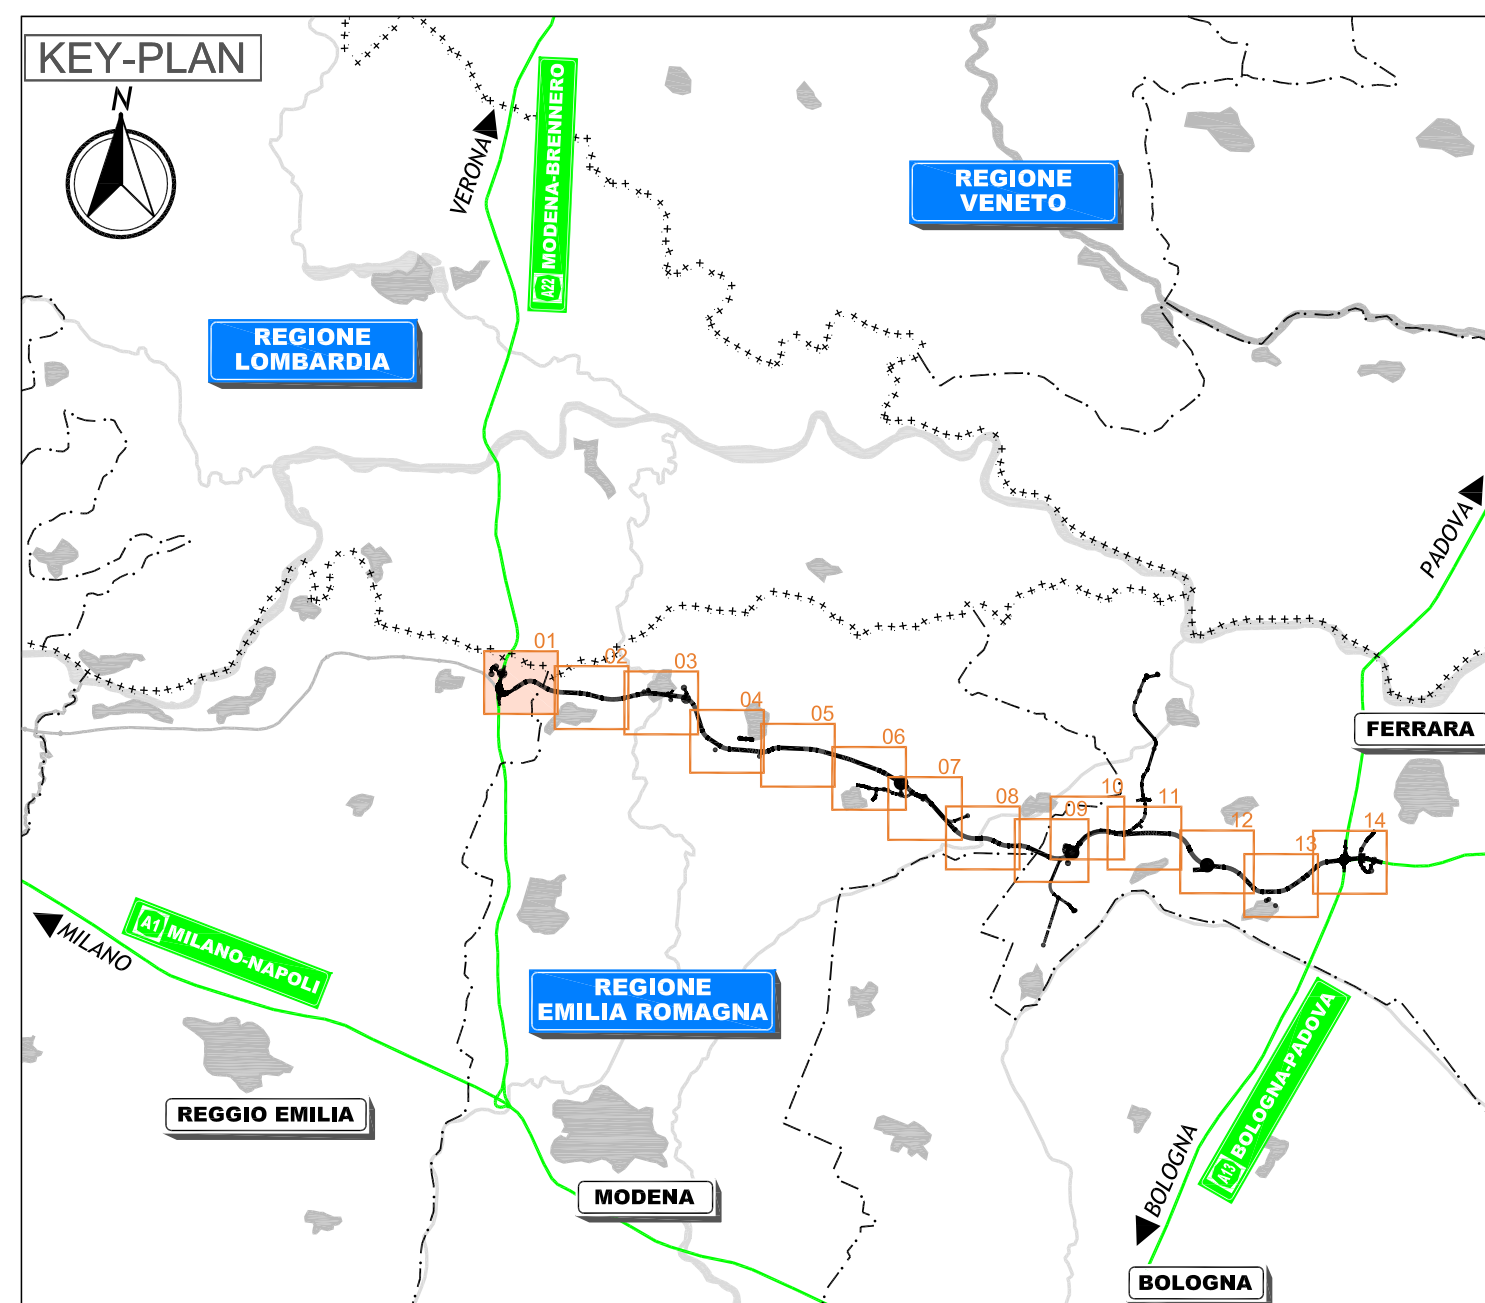 KEY-PLAN
N
VERONA
A22 MODENA-BRENNERO
REGIONE
VENETO
REGIONE
LOMBARDIA
PADOVA
01
02
03
04
05
06
07
08
09
10
11
12
13
14
FERRARA
MILANO
A1 MILANO-NAPOLI
REGIONE
EMILIA ROMAGNA
REGGIO EMILIA
MODENA
A13 BOLOGNA-PADOVA
BOLOGNA
BOLOGNA